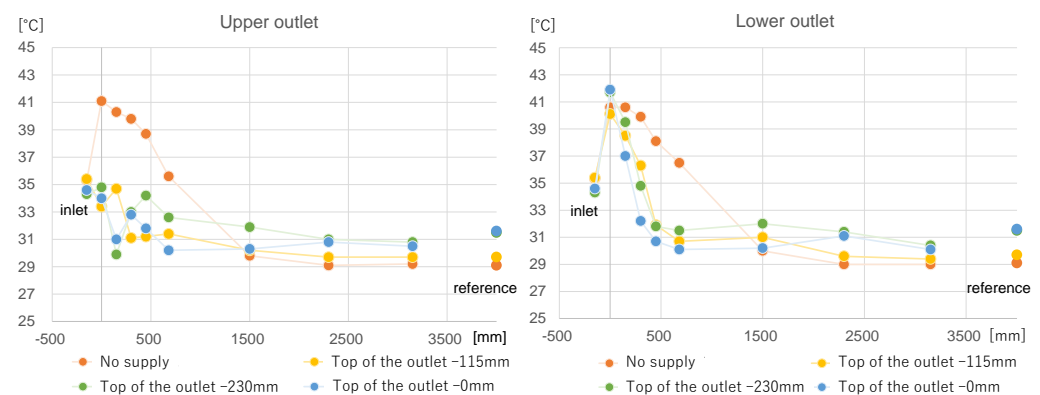 Upper outlet
[°C]
45
43
41
39
37
35
33
31
29
27
25
inlet
reference
-500
500
1500
2500
3500
[mm]
No supply
Top of the outlet −115mm
Top of the outlet −230mm
Top of the outlet −0mm
Lower outlet
[°C]
45
43
41
39
37
35
33
31
29
27
25
inlet
reference
-500
500
1500
2500
3500
[mm]
No supply
Top of the outlet −115mm
Top of the outlet −230mm
Top of the outlet −0mm